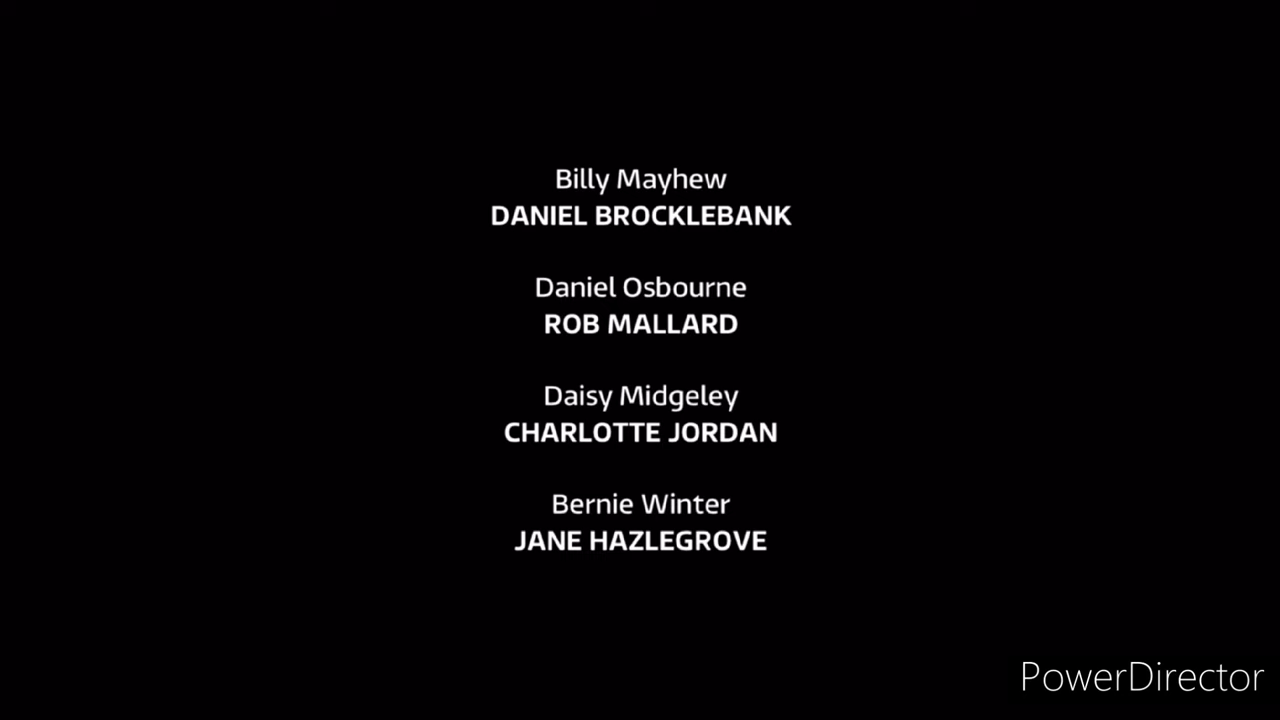 Billy Mayhew
DANIEL BROCKLEBANK
Daniel Osbourne
ROB MALLARD
Daisy Midgeley
CHARLOTTE JORDAN
Bernie Winter
JANE HAZLEGROVE
PowerDirector